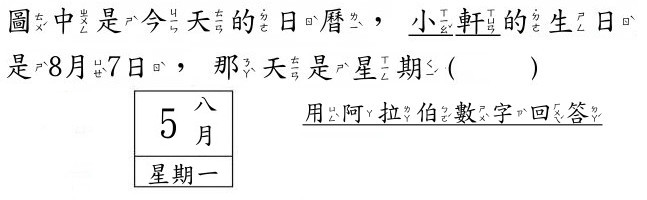 圖中是今天的日曆，小軒的生日
是8月7日，那天是星期(　　)
用阿拉伯數字回答
5 八月
星期一